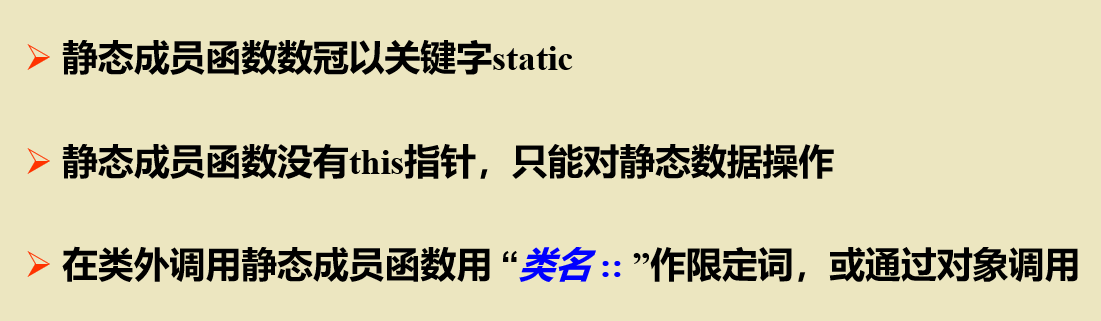 ➢ 静态成员函数数冠以关键字static
➢ 静态成员函数没有this指针，只能对静态数据操作
➢ 在类外调用静态成员函数用 “类名 :: ”作限定词，或通过对象调用